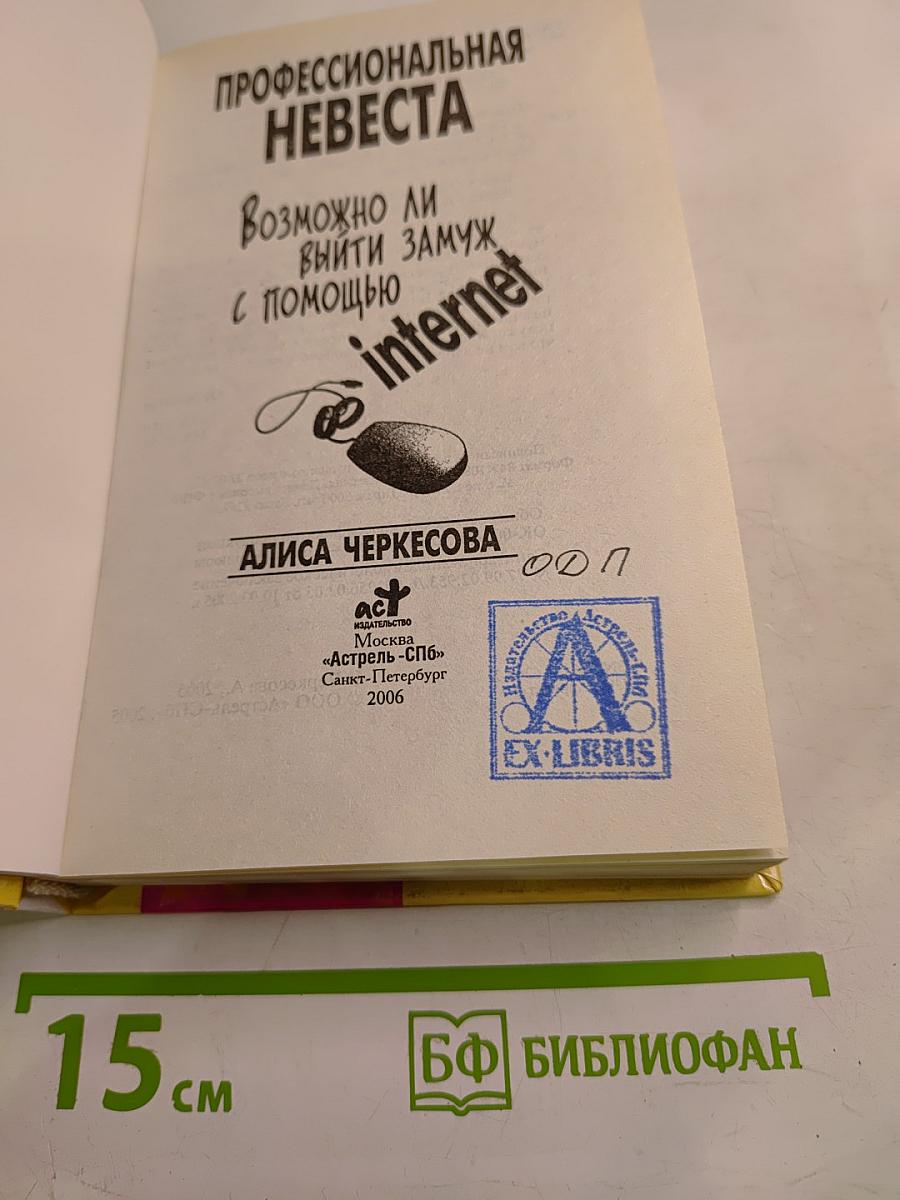 ПРОФЕССИОНАЛЬНАЯ
НЕВЕСТА
ВОЗМОЖНО ЛИ
ВЫЙТИ ЗАМУЖ
С ПОМОЩЬЮ
internet
АЛИСА ЧЕРКЕСОВА
ОДП
аст
ИЗДАТЕЛЬСТВО
Москва
«Астрель-СПб»
Санкт-Петербург
2006
Издательство Астрель-СПб
EX·LIBRIS
15 см
БФ БИБЛИОФАН